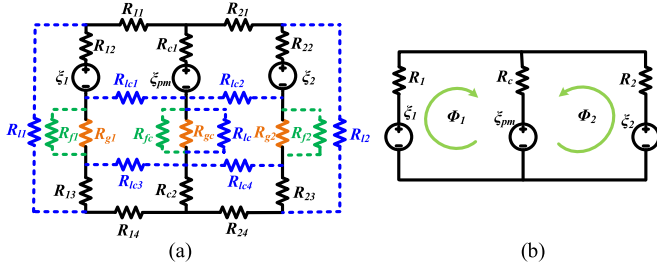 R11 R21
R12 Rc1 R22
ξ1 ξpm ξ2
Rlc1 Rlc2
Rl1 Rf1 Rg1 Rfc Rgc Rlc Rg2 Rf2 Rl2
Rlc3 Rlc4
R13 Rc2 R23
R14 R24
(a)
R1 Rc R2
ξ1 Φ1 ξpm Φ2 ξ2
(b)